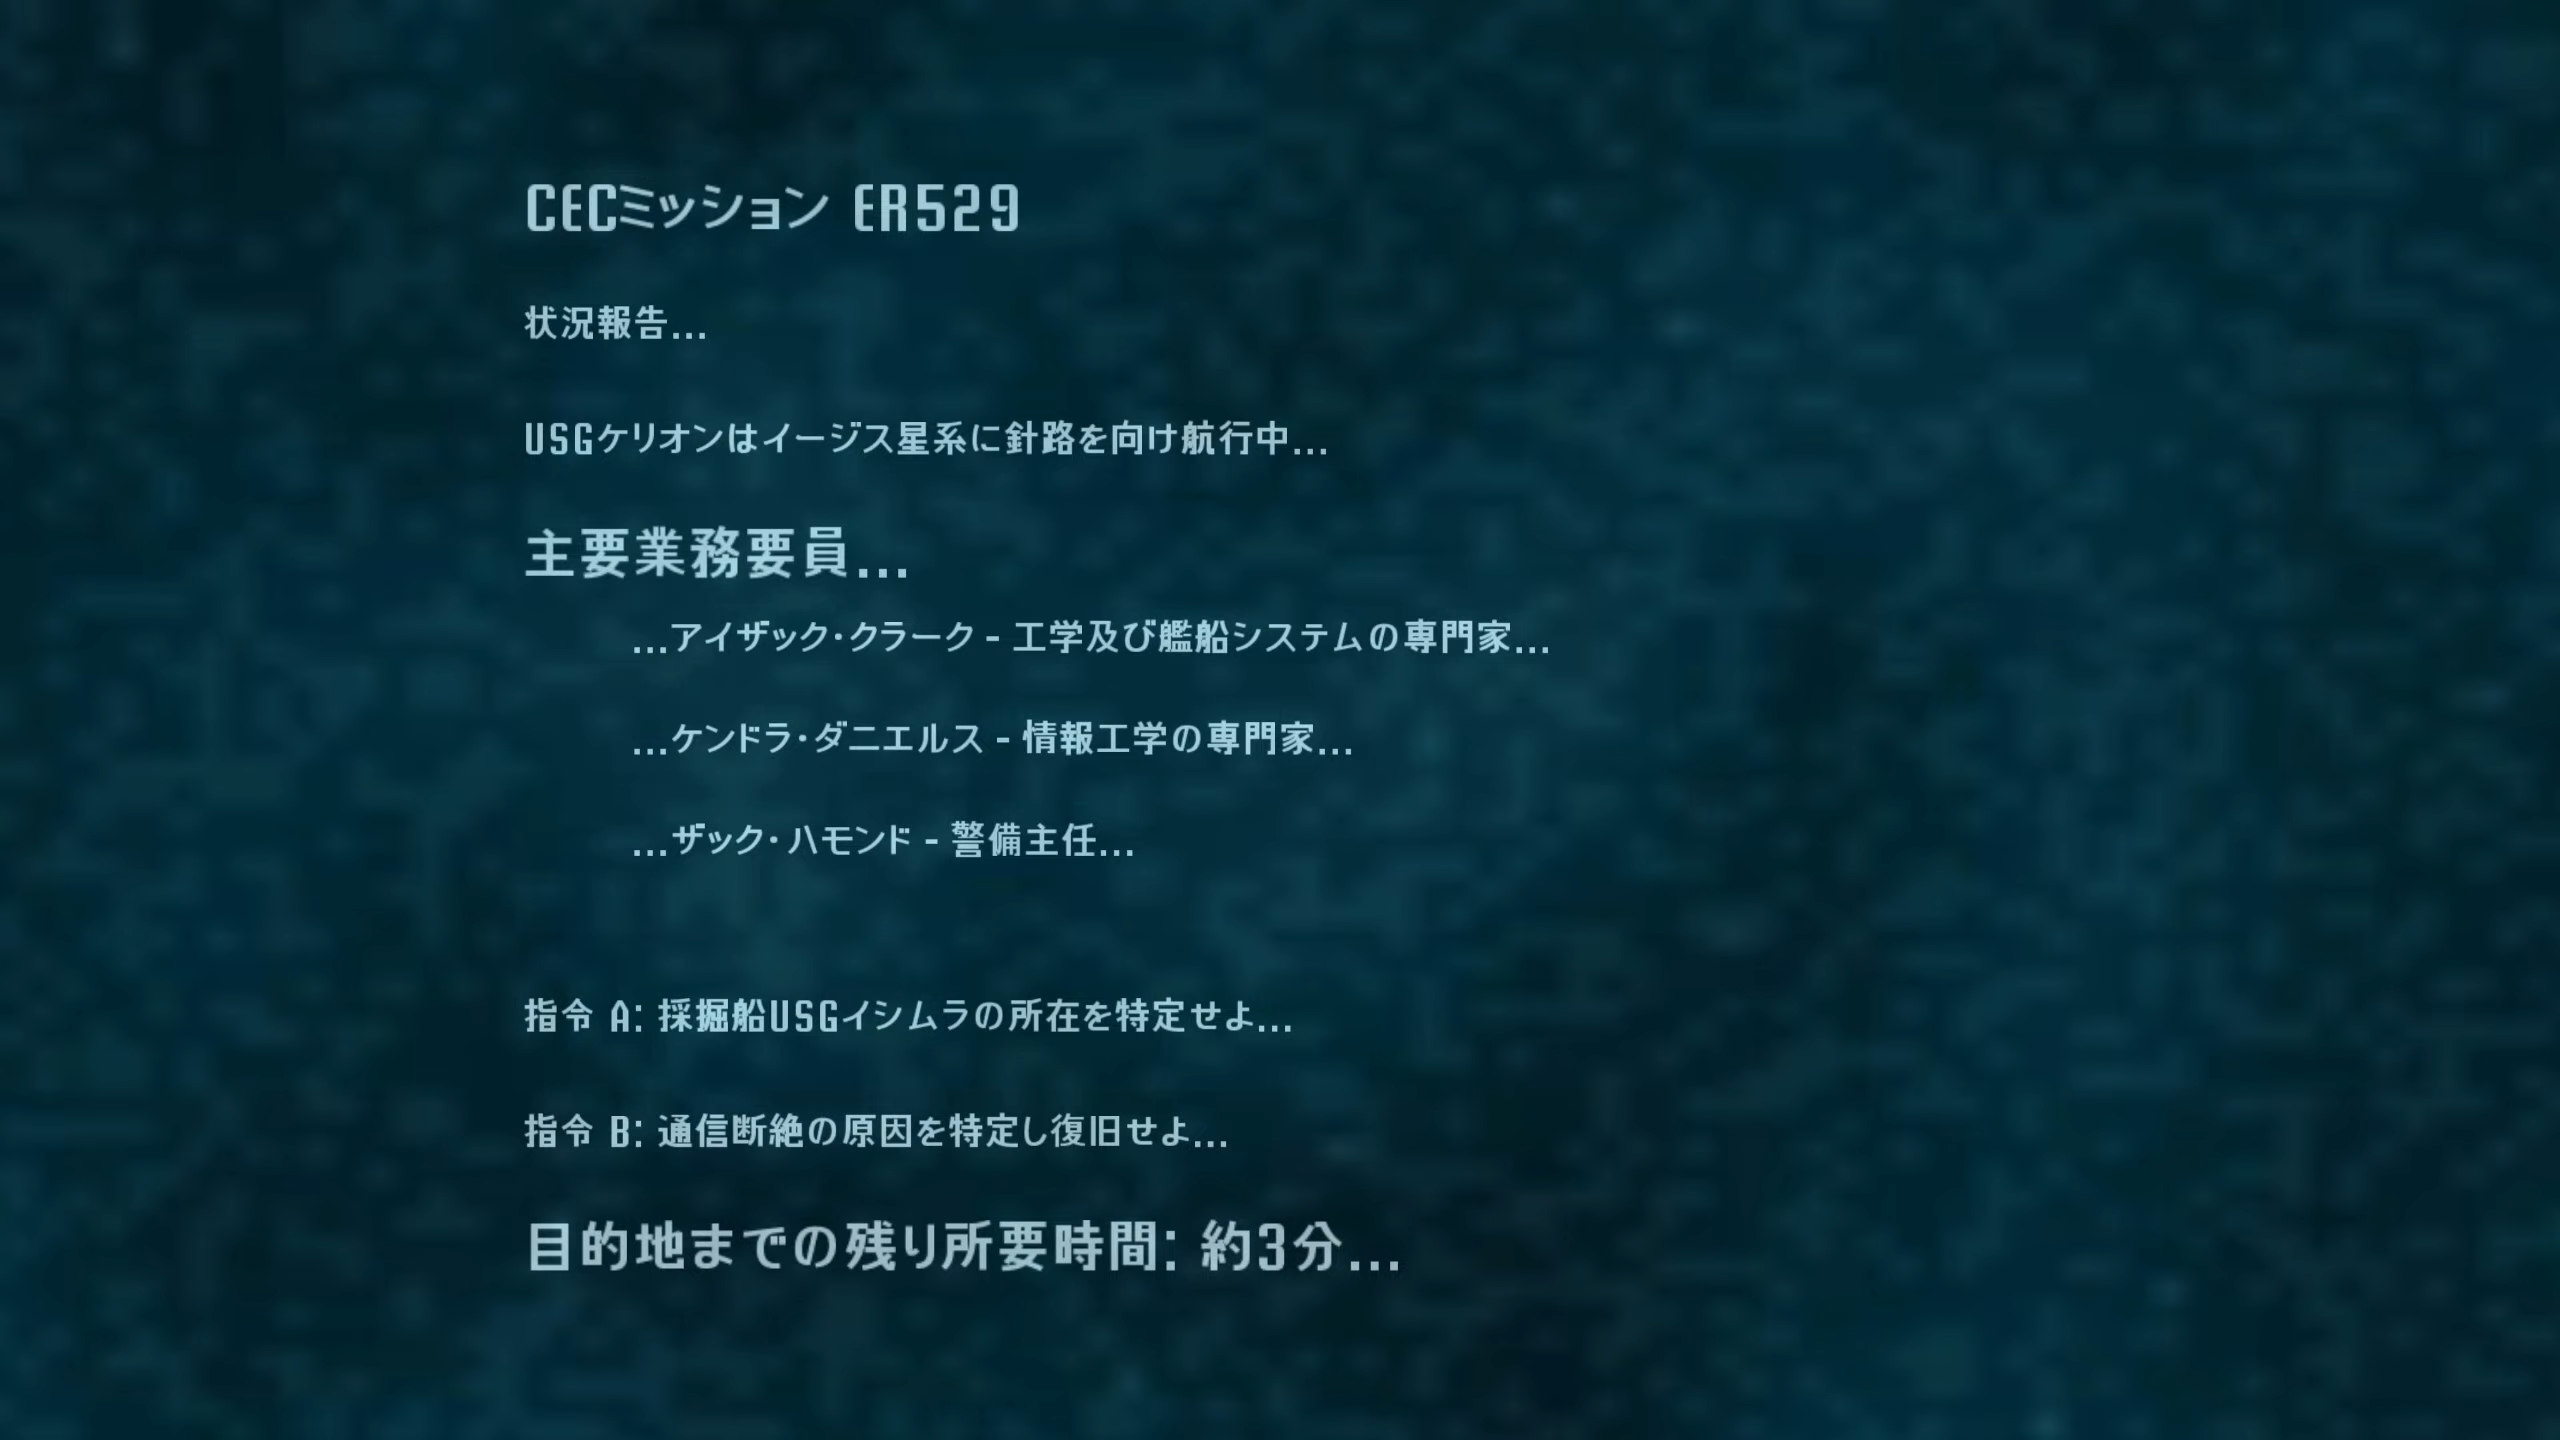 CECミッション ER529
状況報告...
USGケリオンはイージス星系に針路を向け航行中...
主要業務要員...
...アイザック・クラーク - 工学及び艦船システムの専門家...
...ケンドラ・ダニエルス - 情報工学の専門家...
...ザック・ハモンド - 警備主任...
指令 A: 採掘船USGイシムラの所在を特定せよ...
指令 B: 通信断絶の原因を特定し復旧せよ...
目的地までの残り所要時間: 約3分...